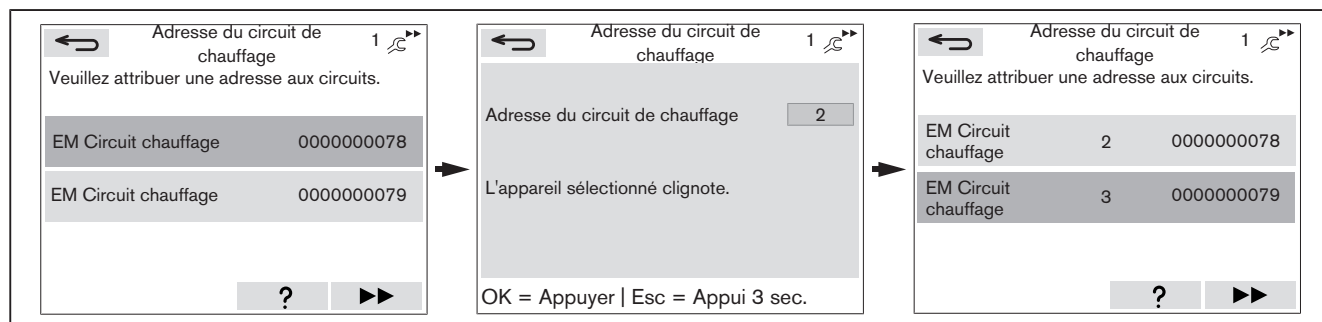 Adresse du circuit de
chauffage
1
Veuillez attribuer une adresse aux circuits.
EM Circuit chauffage 0000000078
EM Circuit chauffage 0000000079
?
Adresse du circuit de
chauffage
1
Adresse du circuit de chauffage 2
L'appareil sélectionné clignote.
OK = Appuyer | Esc = Appui 3 sec.
Adresse du circuit de
chauffage
1
Veuillez attribuer une adresse aux circuits.
EM Circuit
chauffage 2 0000000078
EM Circuit
chauffage 3 0000000079
?